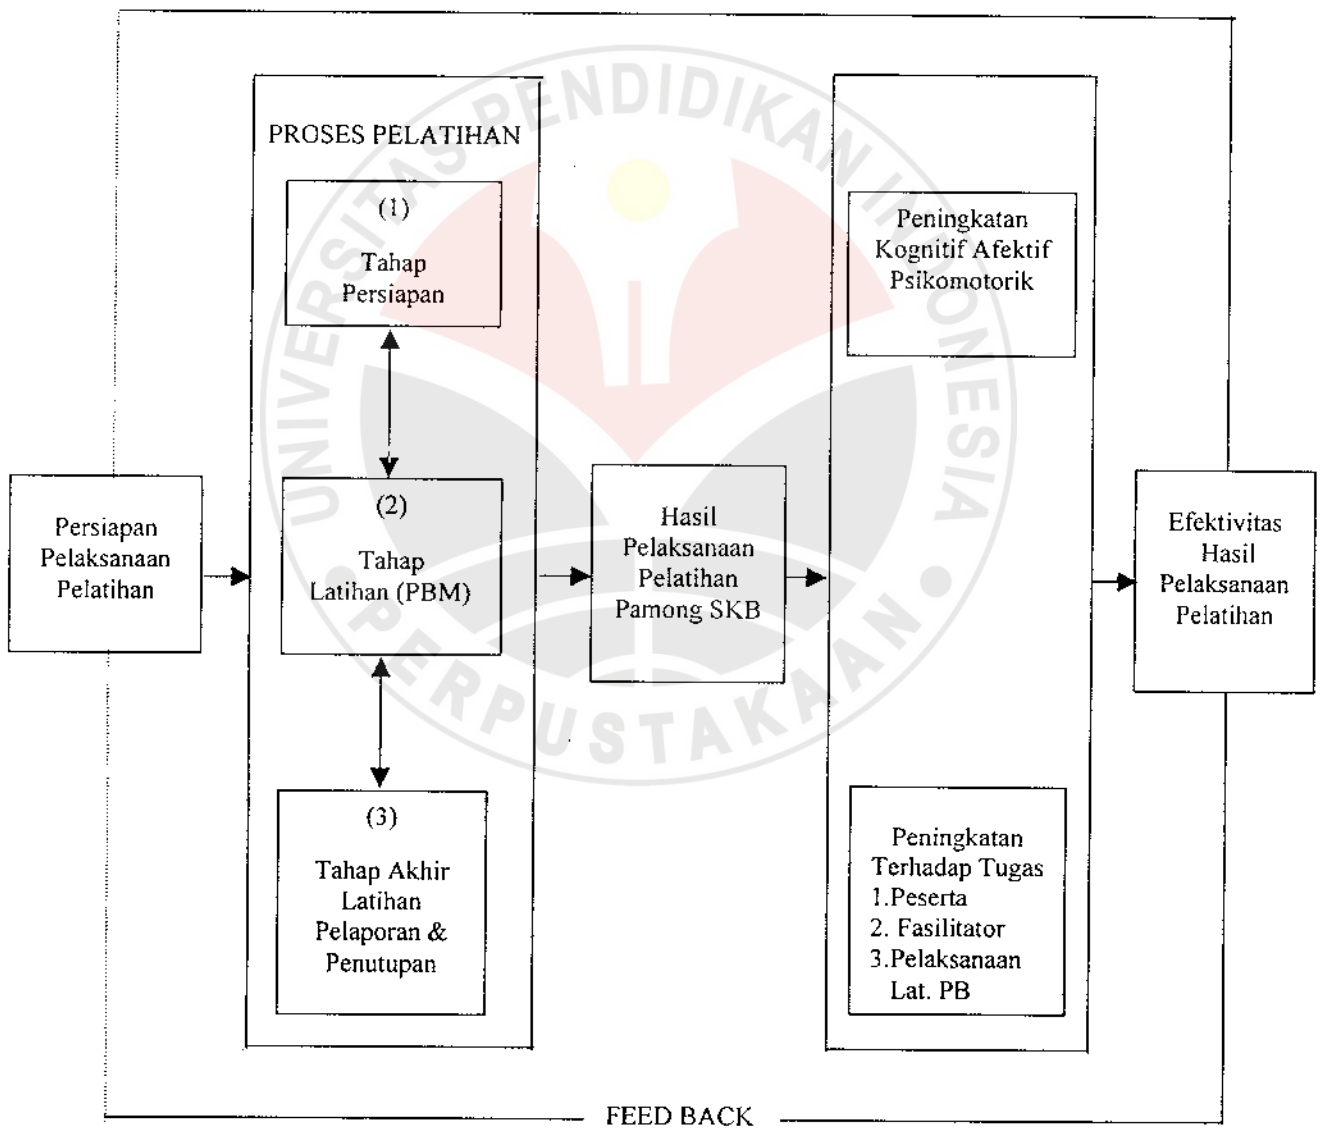 PROSES PELATIHAN
(1)
Tahap
Persiapan
Peningkatan
Kognitif Afektif
Psikomotorik
Persiapan
Pelaksanaan
Pelatihan
(2)
Tahap
Latihan (PBM)
Hasil
Pelaksanaan
Pelatihan
Pamong SKB
Efektivitas
Hasil
Pelaksanaan
Pelatihan
(3)
Tahap Akhir
Latihan
Pelaporan &
Penutupan
Peningkatan
Terhadap Tugas
1.Peserta
2. Fasilitator
3.Pelaksanaan
Lat. PB
FEED BACK
UNIVERSITAS PENDIDIKAN INDONESIA
PERPUSTAKAAN